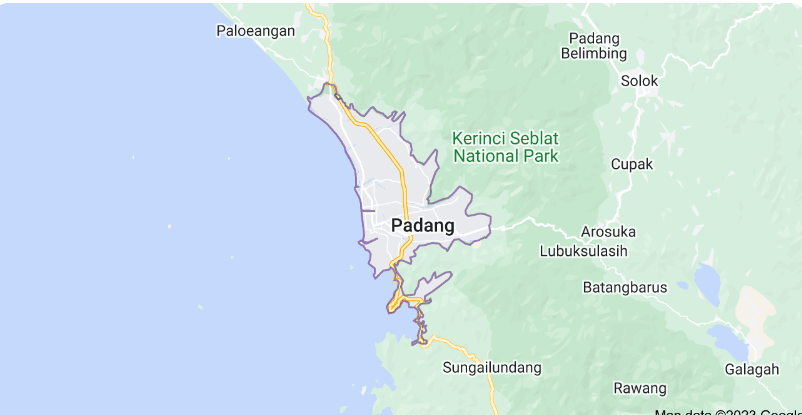 Paloeangan
Padang
Belimbing
Solok
Kerinci Seblat
National Park
Cupak
Padang
Arosuka
Lubuksulasih
Batangbarus
Sungailundang
Galagah
Rawang
Map data ©2023 Google